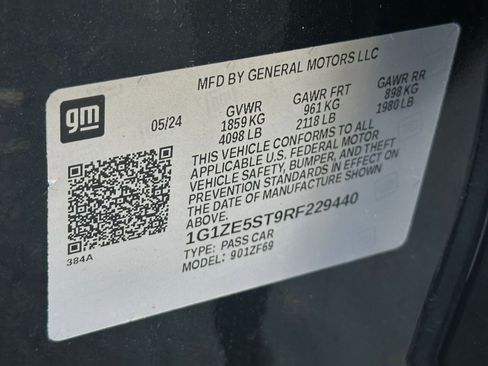 MFD BY GENERAL MOTORS LLC
gm
05/24
GVWR
1859 KG
4098 LB
GAWR FRT
961 KG
2118 LB
GAWR RR
898 KG
1980 LB
THIS VEHICLE CONFORMS TO ALL
APPLICABLE U.S. FEDERAL MOTOR
VEHICLE SAFETY, BUMPER, AND THEFT
PREVENTION STANDARDS IN EFFECT ON
THE DATE OF MANUFACTURE SHOWN
ABOVE.
1G1ZE5ST9RF229440
TYPE: PASS CAR
MODEL: 901ZF69
384A